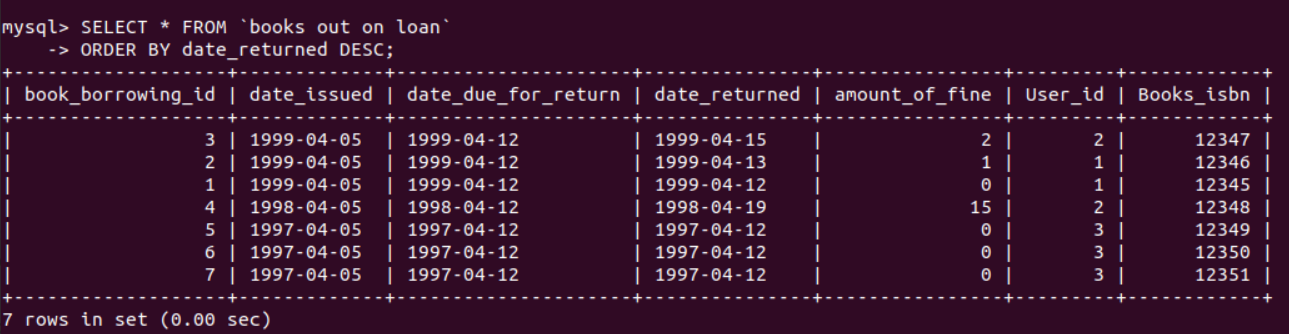 mysql> SELECT * FROM `books out on loan`
    -> ORDER BY date_returned DESC;
+-------------------+-------------+---------------------+---------------+----------------+---------+------------+
| book_borrowing_id | date_issued | date_due_for_return | date_returned | amount_of_fine | User_id | Books_isbn |
+-------------------+-------------+---------------------+---------------+----------------+---------+------------+
|                 3 | 1999-04-05  | 1999-04-12          | 1999-04-15    |              2 |       2 |      12347 |
|                 2 | 1999-04-05  | 1999-04-12          | 1999-04-13    |              1 |       1 |      12346 |
|                 1 | 1999-04-05  | 1999-04-12          | 1999-04-12    |              0 |       1 |      12345 |
|                 4 | 1998-04-05  | 1998-04-12          | 1998-04-19    |             15 |       2 |      12348 |
|                 5 | 1997-04-05  | 1997-04-12          | 1997-04-12    |              0 |       3 |      12349 |
|                 6 | 1997-04-05  | 1997-04-12          | 1997-04-12    |              0 |       3 |      12350 |
|                 7 | 1997-04-05  | 1997-04-12          | 1997-04-12    |              0 |       3 |      12351 |
+-------------------+-------------+---------------------+---------------+----------------+---------+------------+
7 rows in set (0.00 sec)